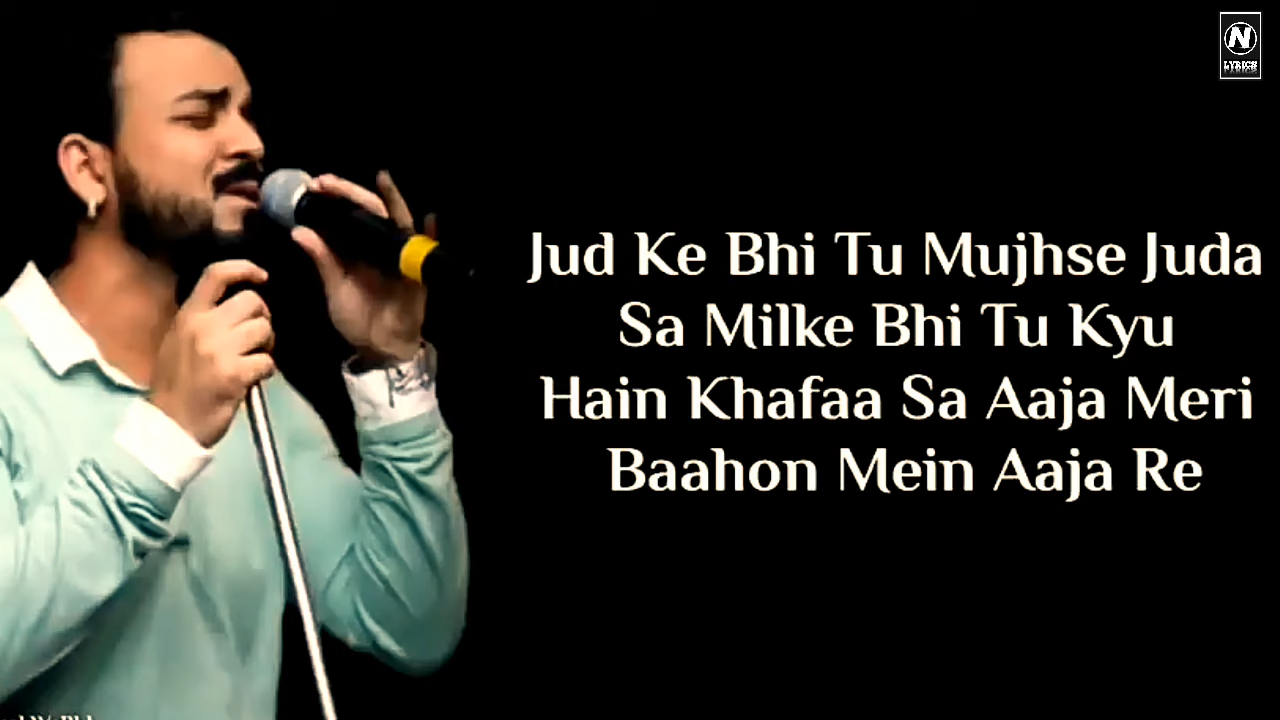 N
LYRICS
Jud Ke Bhi Tu Mujhse Juda
Sa Milke Bhi Tu Kyu
Hain Khafaa Sa Aaja Meri
Baahon Mein Aaja Re